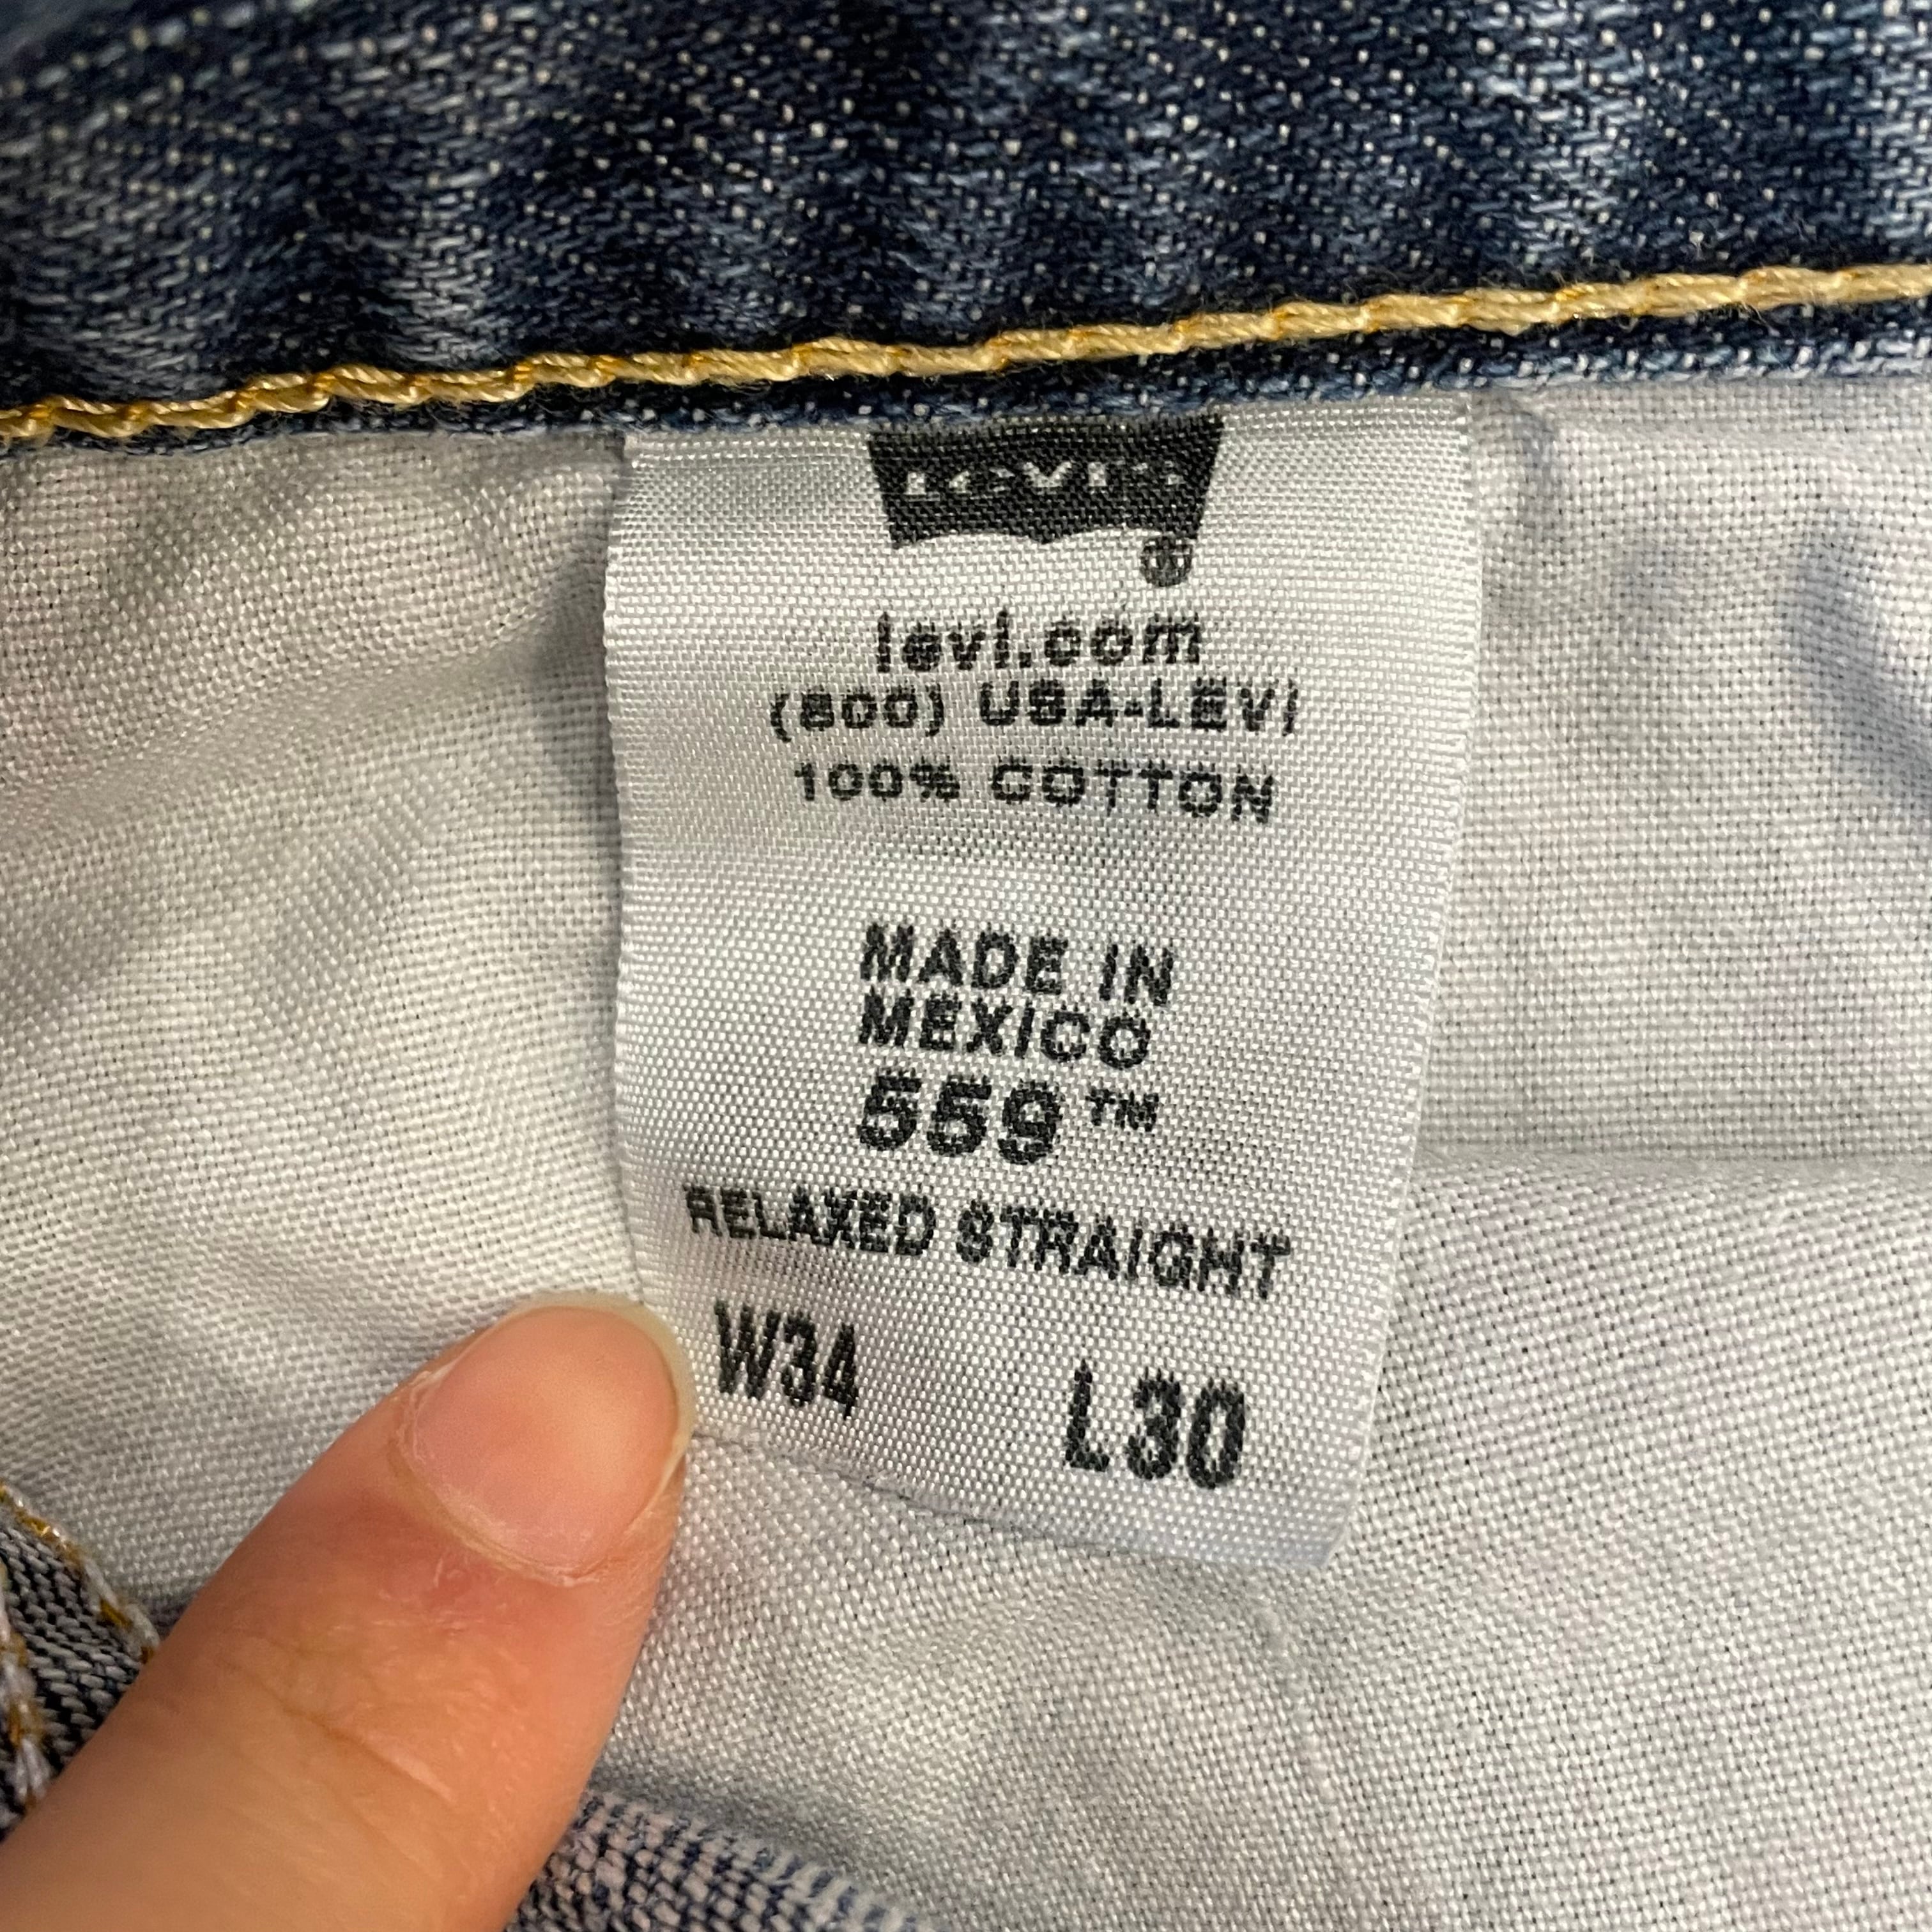 LEVI'S
®
levi.com
(800) USA-LEVI
100% COTTON
MADE IN
MEXICO
559™
RELAXED STRAIGHT
W34 L30